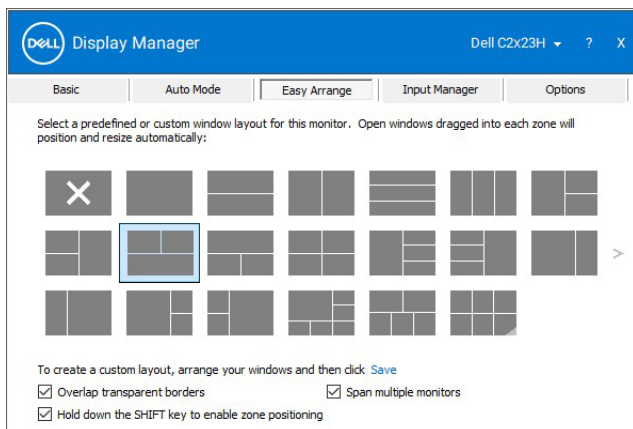 DELL Display Manager Dell C2x23H ? X
Basic Auto Mode Easy Arrange Input Manager Options
Select a predefined or custom window layout for this monitor. Open windows dragged into each zone will
position and resize automatically:
>
To create a custom layout, arrange your windows and then click Save
Overlap transparent borders Span multiple monitors
Hold down the SHIFT key to enable zone positioning